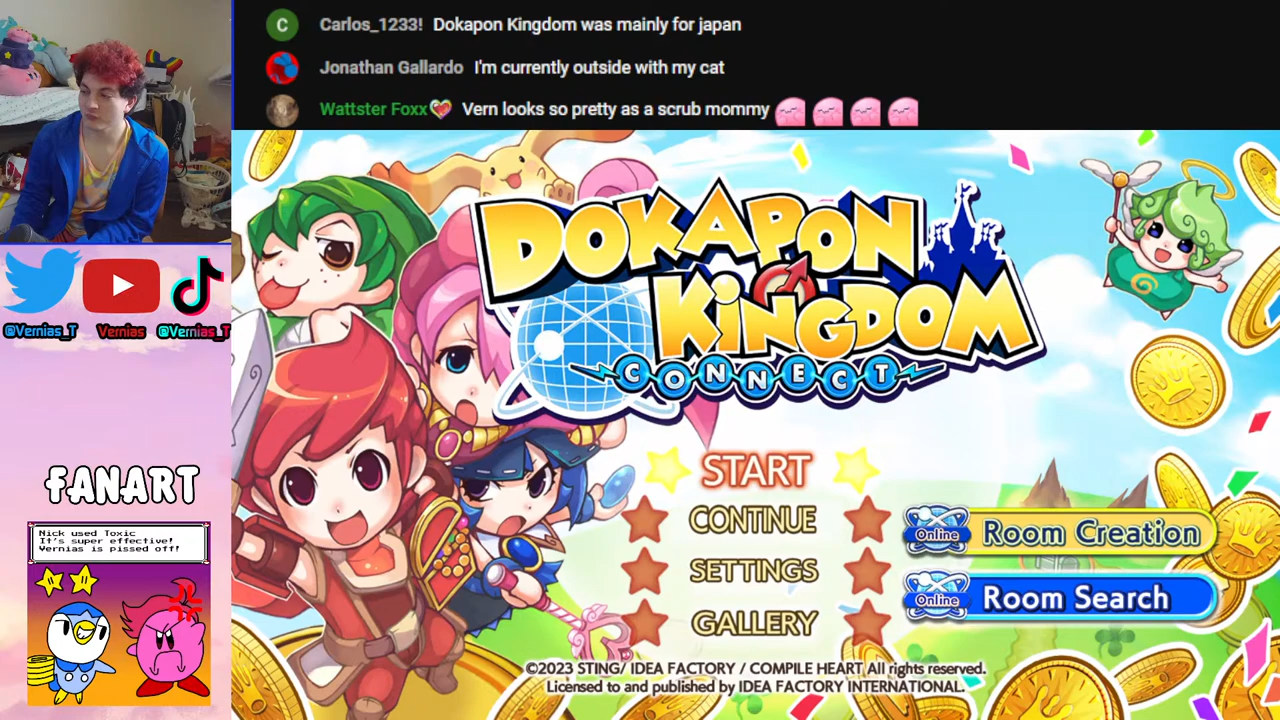 C Carlos_1233! Dokapon Kingdom was mainly for japan
Jonathan Gallardo I'm currently outside with my cat
Wattster Foxx Vern looks so pretty as a scrub mommy
DOKAPON
KINGDOM
CONNECT
@Vernias_T Vernias @Vernias_T
START
CONTINUE
SETTINGS
GALLERY
Online Room Creation
Online Room Search
FANART
Nick used Toxic
It's super effective!
Vernias is pissed off!
©2023 STING/ IDEA FACTORY / COMPILE HEART All rights reserved.
Licensed to and published by IDEA FACTORY INTERNATIONAL.